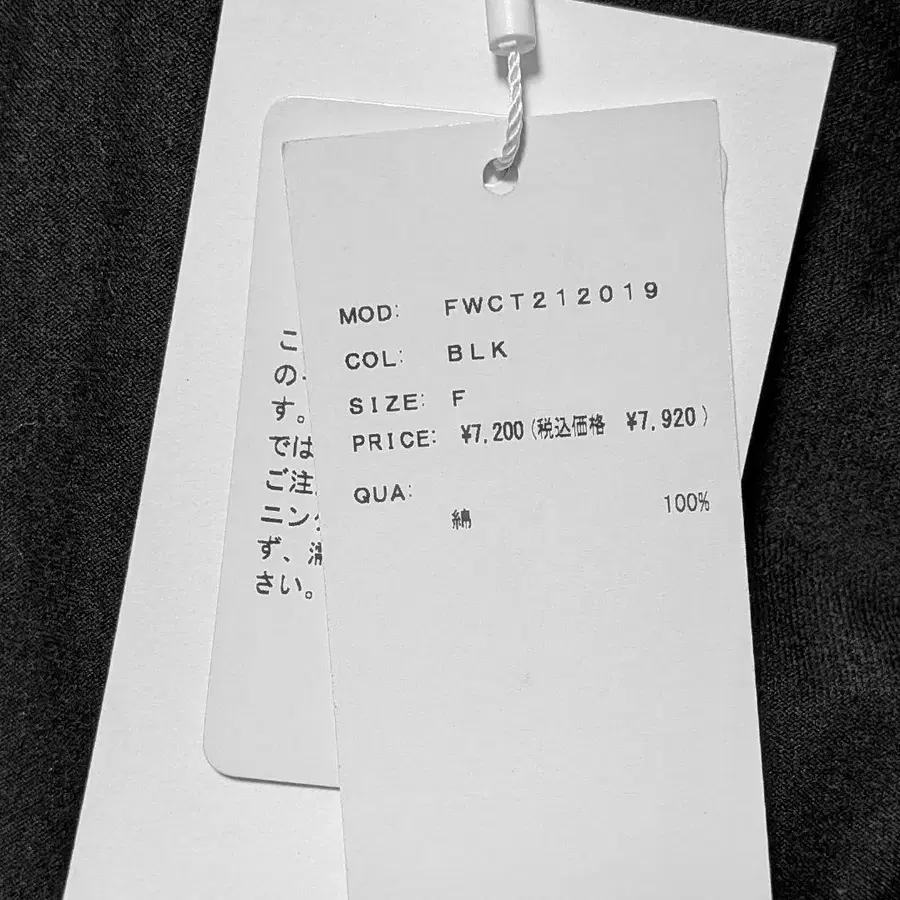 MOD: FWCT212019
COL: BLK
SIZE: F
PRICE: ¥7,200(税込価格 ¥7,920)
QUA:
綿 100%
こ
の
す。
では
ご注
ニン
ず、
さい。